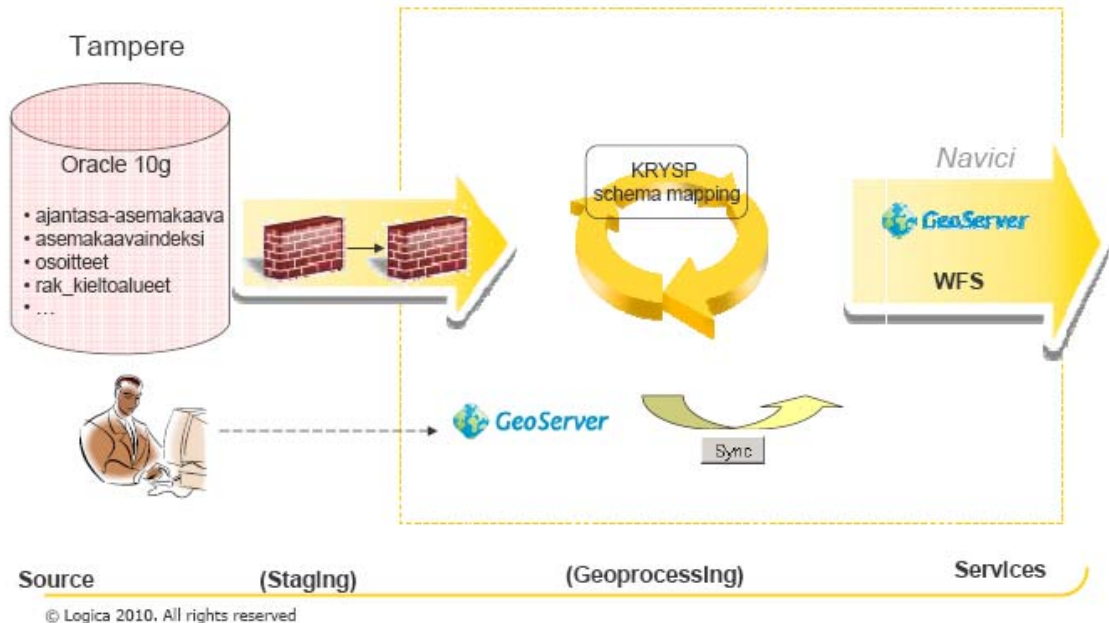 Tampere
Oracle 10g
• ajantasa-asemakaava
• asemakaavaindeksi
• osoitteet
• rak_kieltoalueet
• ...
KRYSP
schema mapping
Navici
GeoServer
WFS
GeoServer
Sync
Source
(Staging)
(Geoprocessing)
Services
© Logica 2010. All rights reserved